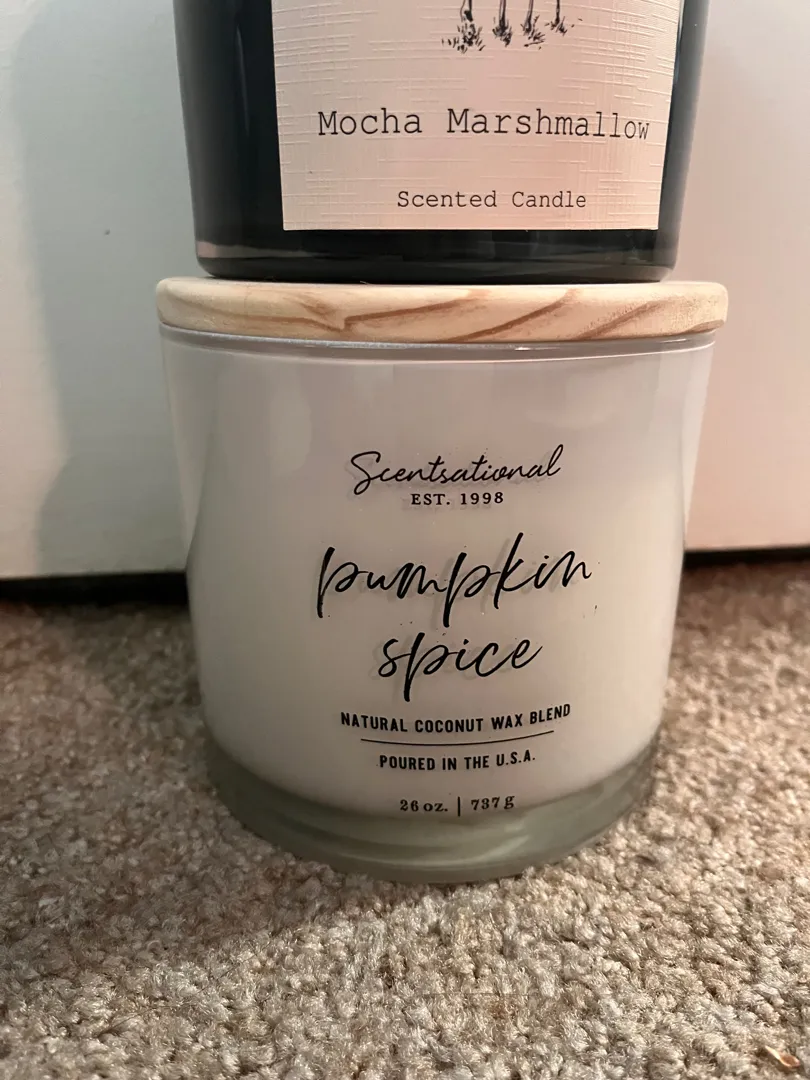 Mocha Marshmallow
Scented Candle
Scentsational
EST. 1998
pumpkin
spice
NATURAL COCONUT WAX BLEND
POURED IN THE U.S.A.
26 oz. | 737 g